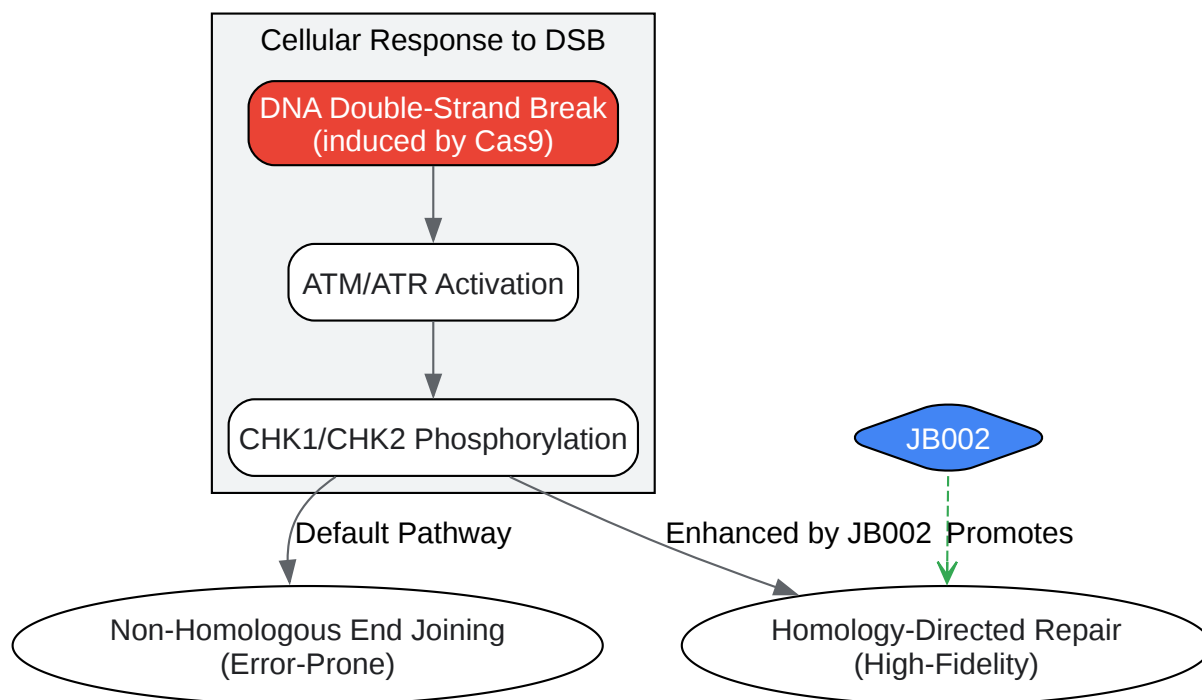 Cellular Response to DSB
DNA Double-Strand Break
(induced by Cas9)
ATM/ATR Activation
CHK1/CHK2 Phosphorylation
JB002
Default Pathway
Enhanced by JB002
Promotes
Non-Homologous End Joining
(Error-Prone)
Homology-Directed Repair
(High-Fidelity)